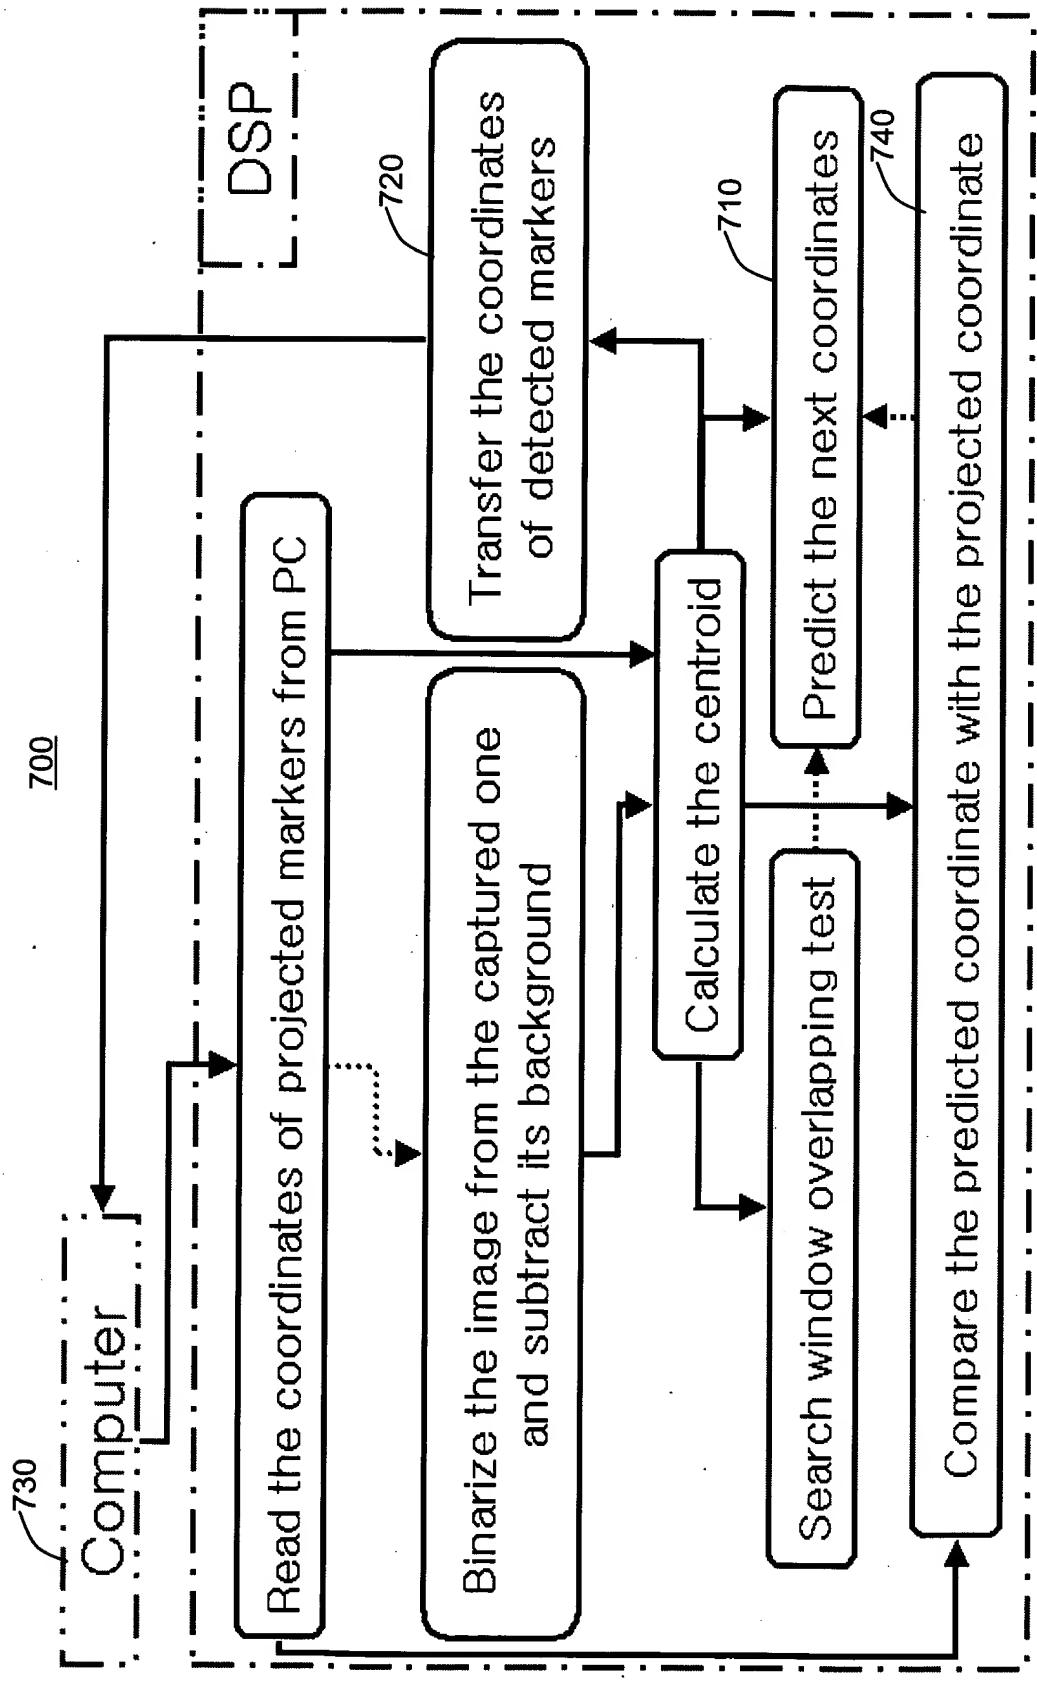 700
730
Computer
DSP
Read the coordinates of projected markers from PC
720
Transfer the coordinates
of detected markers
Binarize the image from the captured one
and subtract its background
Calculate the centroid
710
Predict the next coordinates
Search window overlapping test
740
Compare the predicted coordinate with the projected coordinate